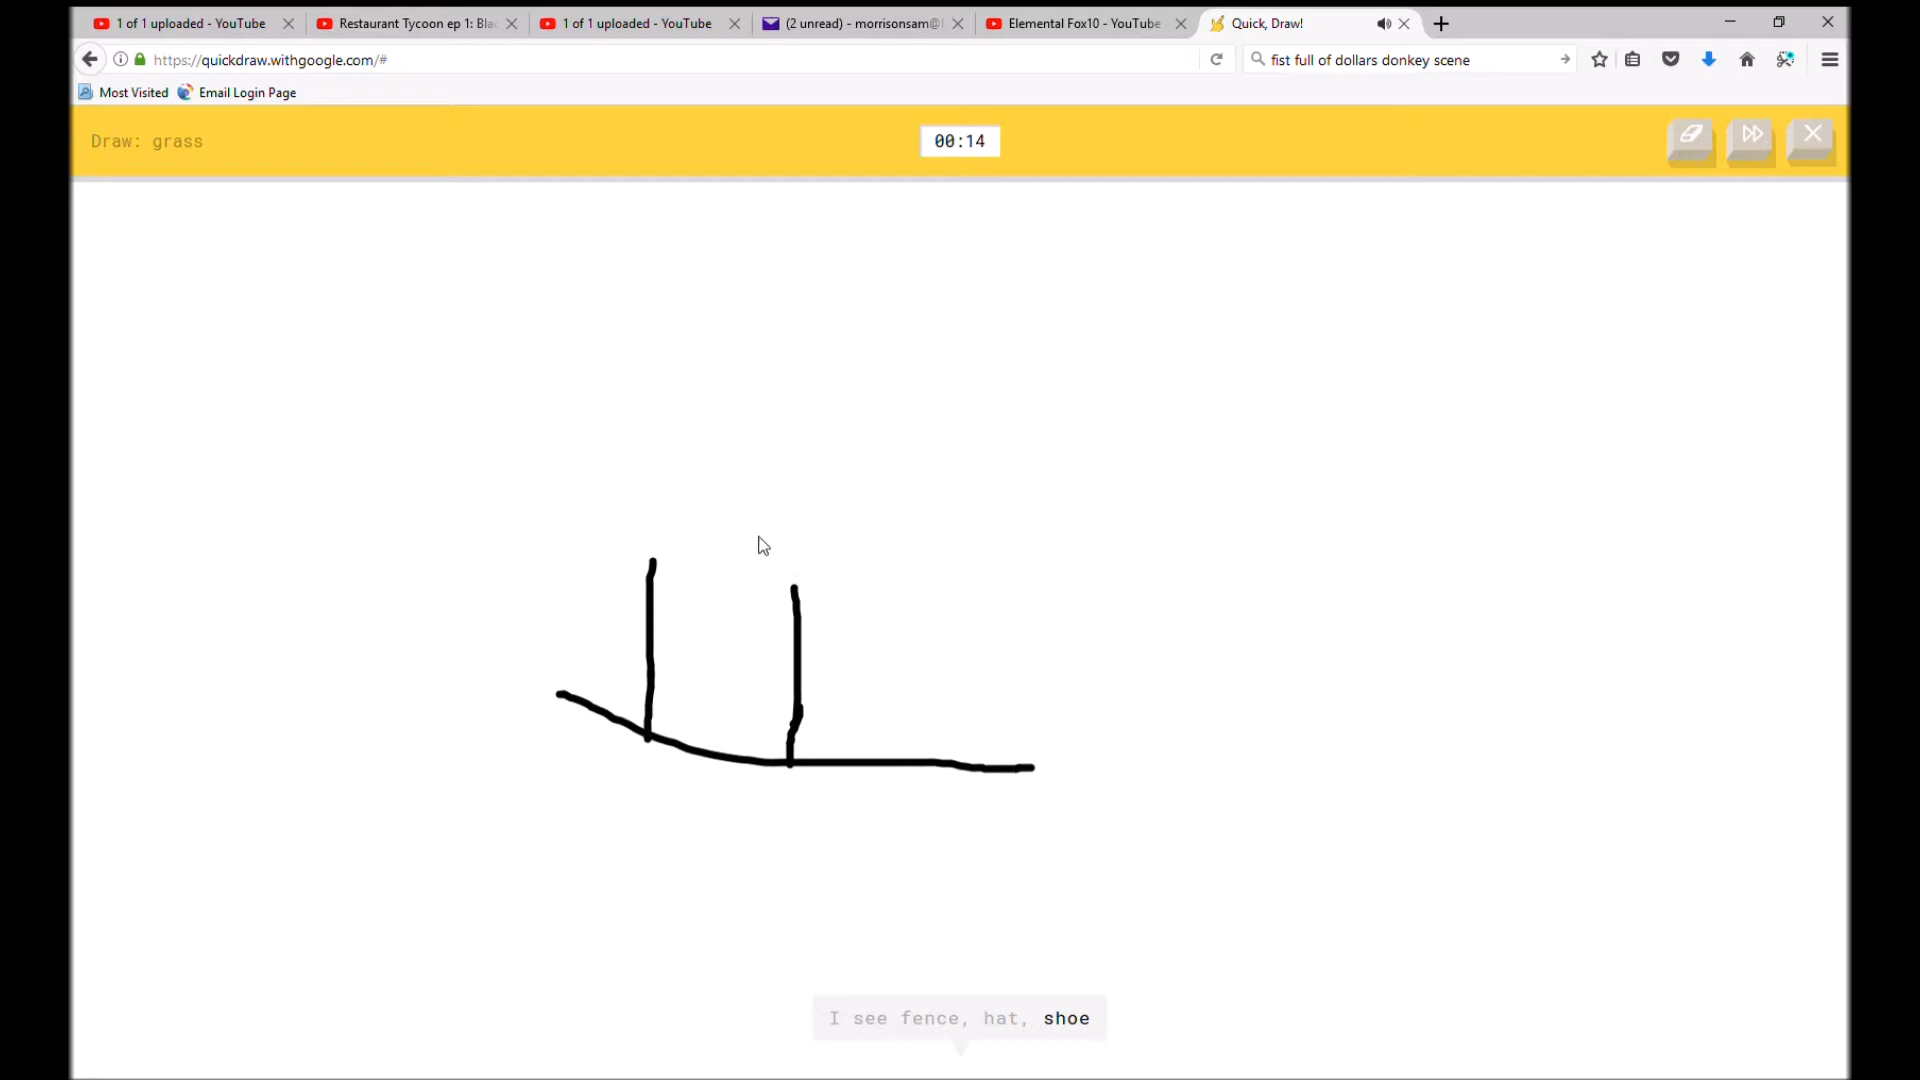 1 of 1 uploaded - YouTube
Restaurant Tycoon ep 1: Blac
1 of 1 uploaded - YouTube
(2 unread) - morrisonsam@
Elemental Fox10 - YouTube
Quick, Draw!
https://quickdraw.withgoogle.com/#
fist full of dollars donkey scene
Most Visited
Email Login Page
Draw: grass
00:14
I see fence, hat, shoe